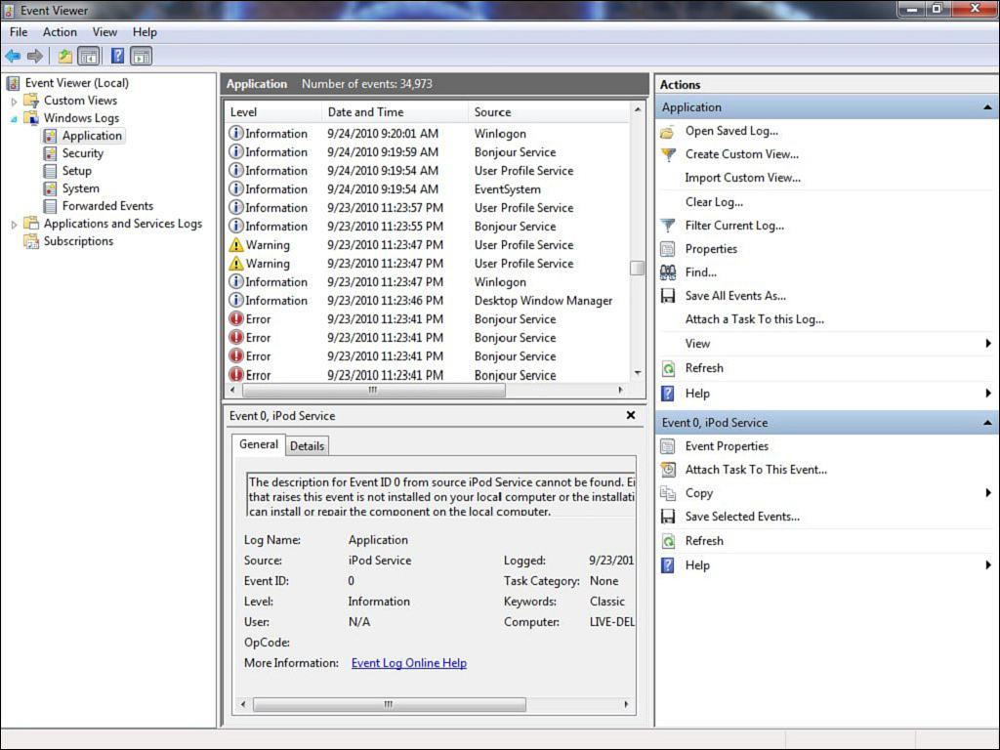 Event Viewer
File Action View Help
Event Viewer (Local)
Custom Views
Windows Logs
Application
Security
Setup
System
Forwarded Events
Applications and Services Logs
Subscriptions
Application Number of events: 34,973
Level Date and Time Source
Information 9/24/2010 9:20:01 AM Winlogon
Information 9/24/2010 9:19:59 AM Bonjour Service
Information 9/24/2010 9:19:54 AM User Profile Service
Information 9/24/2010 9:19:54 AM EventSystem
Information 9/23/2010 11:23:57 PM User Profile Service
Information 9/23/2010 11:23:55 PM Bonjour Service
Warning 9/23/2010 11:23:47 PM User Profile Service
Warning 9/23/2010 11:23:47 PM User Profile Service
Information 9/23/2010 11:23:47 PM Winlogon
Information 9/23/2010 11:23:46 PM Desktop Window Manager
Error 9/23/2010 11:23:41 PM Bonjour Service
Error 9/23/2010 11:23:41 PM Bonjour Service
Error 9/23/2010 11:23:41 PM Bonjour Service
Error 9/23/2010 11:23:41 PM Bonjour Service
Event 0, iPod Service
General Details
The description for Event ID 0 from source iPod Service cannot be found. Ei
that raises this event is not installed on your local computer or the installati
can install or repair the component on the local computer.
Log Name: Application
Source: iPod Service Logged: 9/23/201
Event ID: 0 Task Category: None
Level: Information Keywords: Classic
User: N/A Computer: LIVE-DEL
OpCode:
More Information: Event Log Online Help
Actions
Application
Open Saved Log...
Create Custom View...
Import Custom View...
Clear Log...
Filter Current Log...
Properties
Find...
Save All Events As...
Attach a Task To this Log...
View
Refresh
Help
Event 0, iPod Service
Event Properties
Attach Task To This Event...
Copy
Save Selected Events...
Refresh
Help